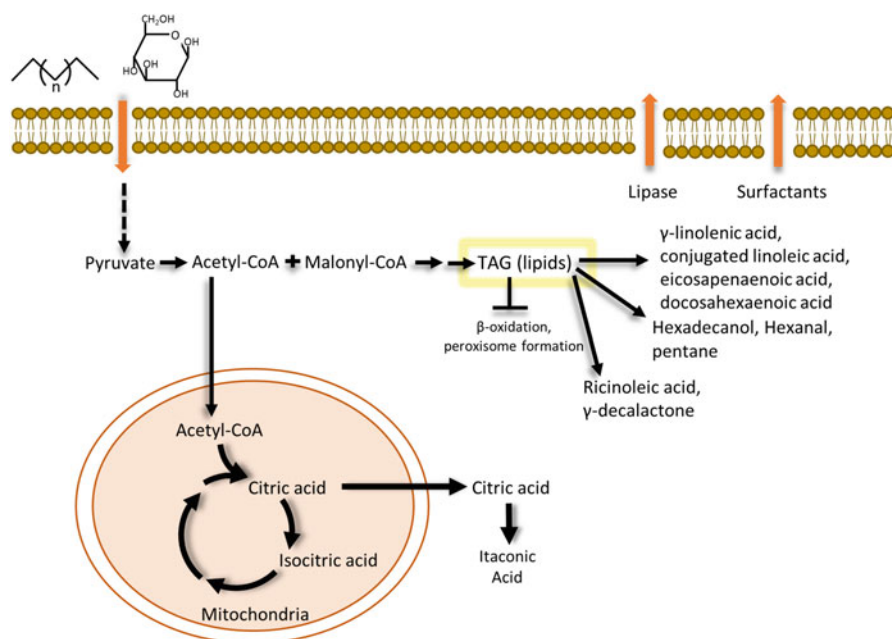 CH₂OH
O
OH
OH
HO
OH
n
Lipase
Surfactants
Pyruvate
Acetyl-CoA + Malonyl-CoA
TAG (lipids)
γ-linolenic acid,
conjugated linoleic acid,
eicosapenaenoic acid,
docosahexaenoic acid
Hexadecanol, Hexanal,
pentane
β-oxidation,
peroxisome formation
Ricinoleic acid,
γ-decalactone
Acetyl-CoA
Citric acid
Citric acid
Isocitric acid
Itaconic
Acid
Mitochondria